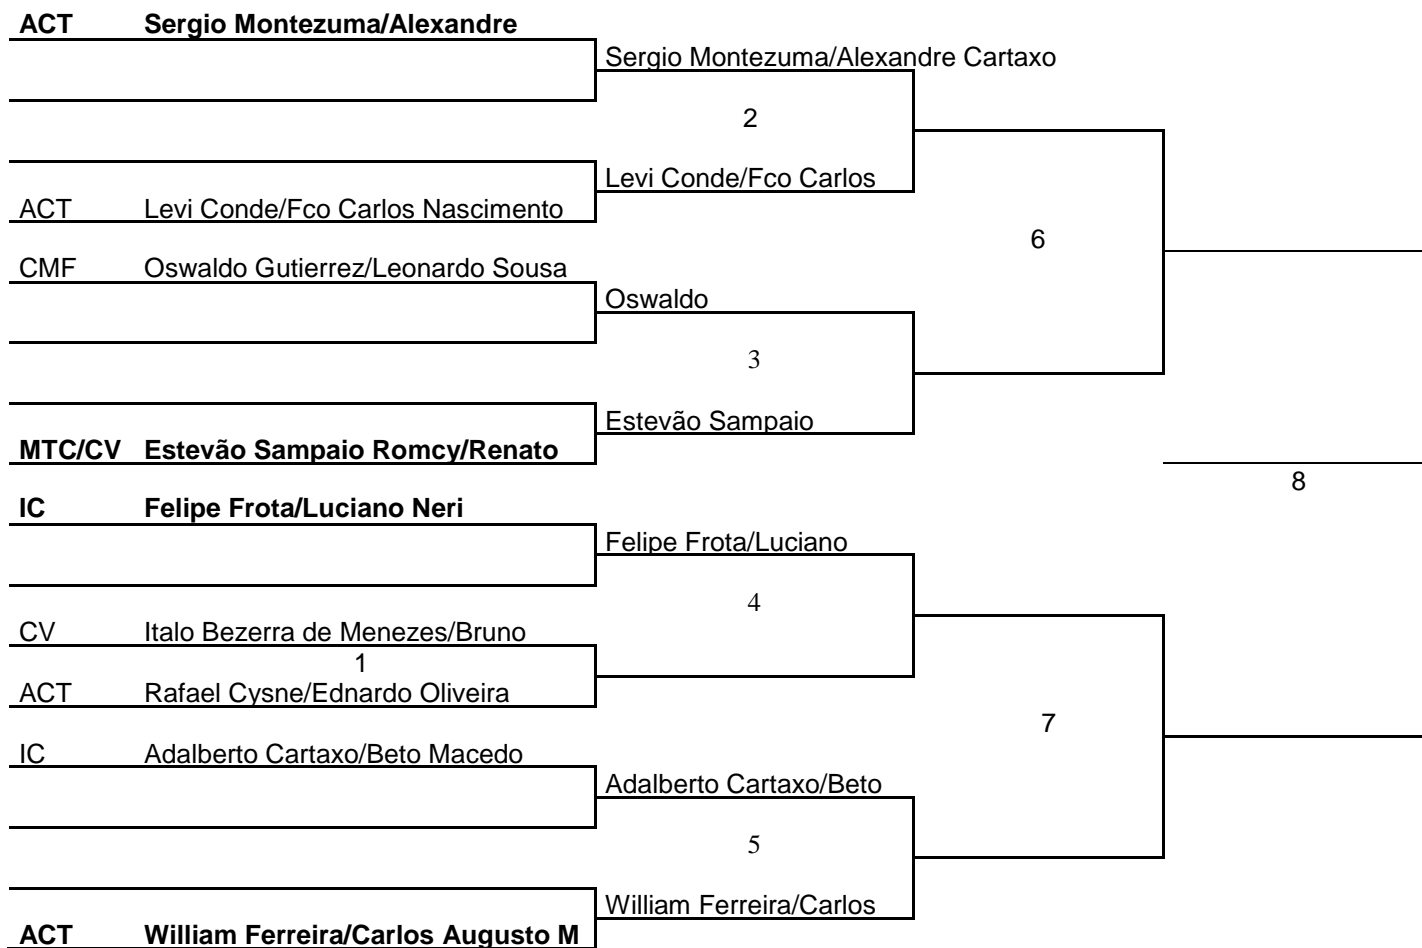 ACT Sergio Montezuma/Alexandre
Sergio Montezuma/Alexandre Cartaxo
2
Levi Conde/Fco Carlos
ACT Levi Conde/Fco Carlos Nascimento
6
CMF Oswaldo Gutierrez/Leonardo Sousa
Oswaldo
3
Estevão Sampaio
MTC/CV Estevão Sampaio Romcy/Renato
8
IC Felipe Frota/Luciano Neri
Felipe Frota/Luciano
4
CV Italo Bezerra de Menezes/Bruno
1
ACT Rafael Cysne/Ednardo Oliveira
7
IC Adalberto Cartaxo/Beto Macedo
Adalberto Cartaxo/Beto
5
William Ferreira/Carlos
ACT William Ferreira/Carlos Augusto M